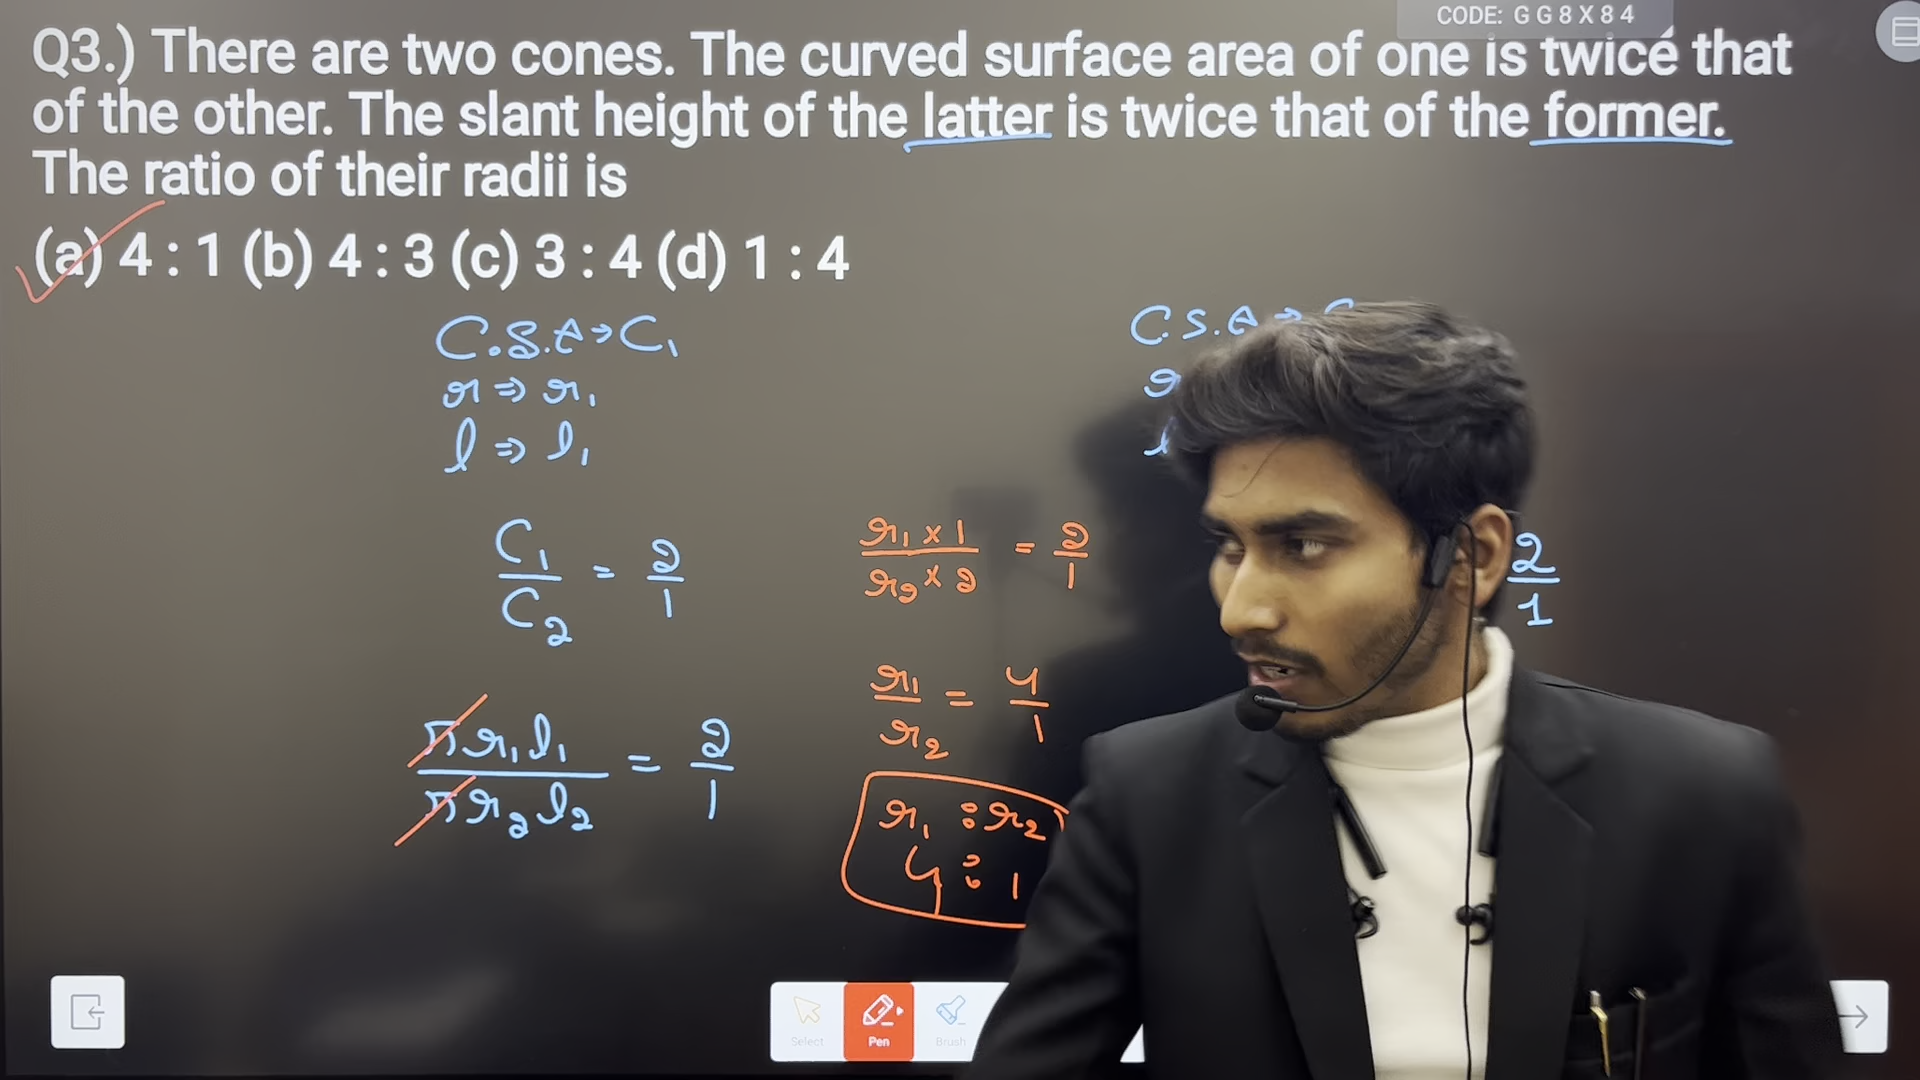 CODE: GG8X84
Q3.) There are two cones. The curved surface area of one is twice that
of the other. The slant height of the latter is twice that of the former.
The ratio of their radii is
(a) 4 : 1 (b) 4 : 3 (c) 3 : 4 (d) 1 : 4
C.S.A → C₁
r ⇒ r₁
l ⇒ l₁
C.S.A →
r
l
C₁/C₂ = 2/1
πr₁l₁/πr₂l₂ = 2/1
r₁×1/r₂×2 = 2/1
r₁/r₂ = 4/1
r₁ : r₂
4 : 1
2/1
Select
Pen
Brush